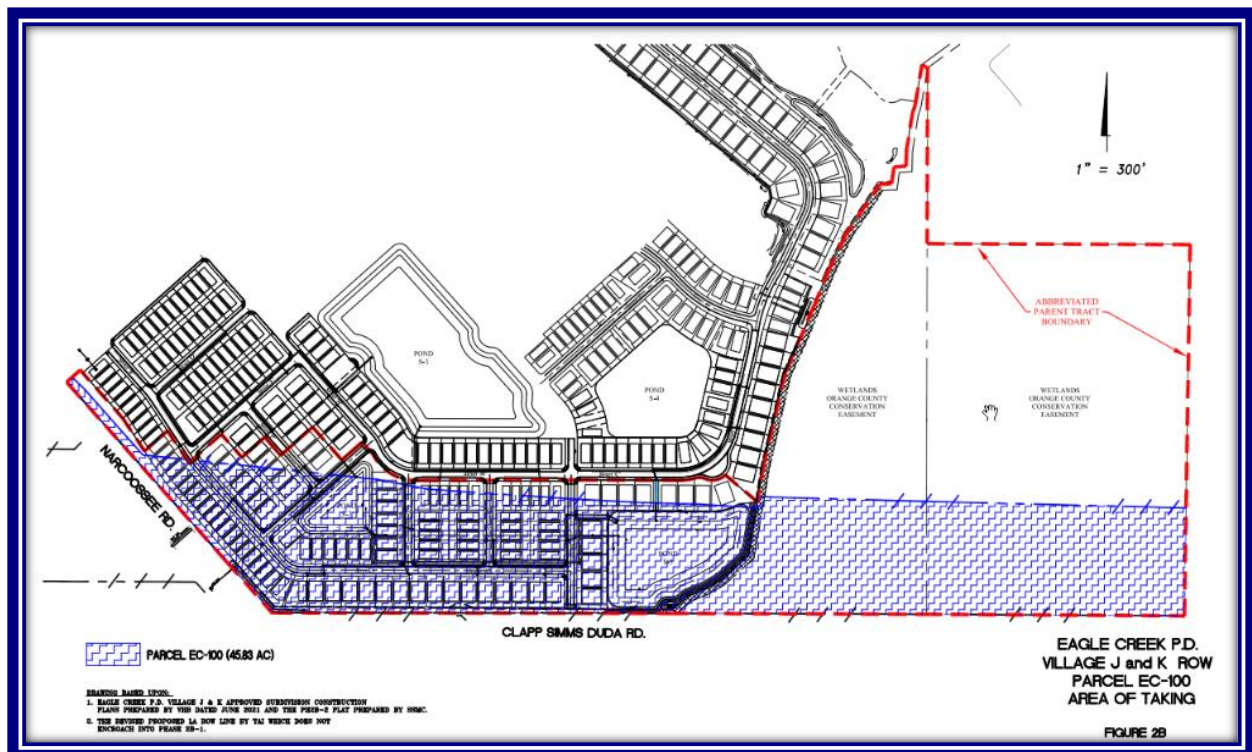 1" = 300'
ABBREVIATED
PARENT TRACT
BOUNDARY
POND
S-3
POND
S-4
WETLANDS
ORANGE COUNTY
CONSERVATION
EASEMENT
WETLANDS
ORANGE COUNTY
CONSERVATION
EASEMENT
NARCOOSSEE RD.
POND
POND
CLAPP SIMMS DUDA RD.
PARCEL EC-100 (45.83 AC)
EAGLE CREEK P.D.
VILLAGE J and K ROW
PARCEL EC-100
AREA OF TAKING
DRAWING BASED UPON:
1. EAGLE CREEK P.D. VILLAGE J & K APPROVED SUBDIVISION CONSTRUCTION
PLANS PREPARED BY VHB DATED JUNE 2021 AND THE PH2B-2 PLAT PREPARED BY SSMC.
2. THE REVISED PROPOSED LA ROW LINE BY TAI WHICH DOES NOT
ENCROACH INTO PHASE 2B-1.
FIGURE 2B